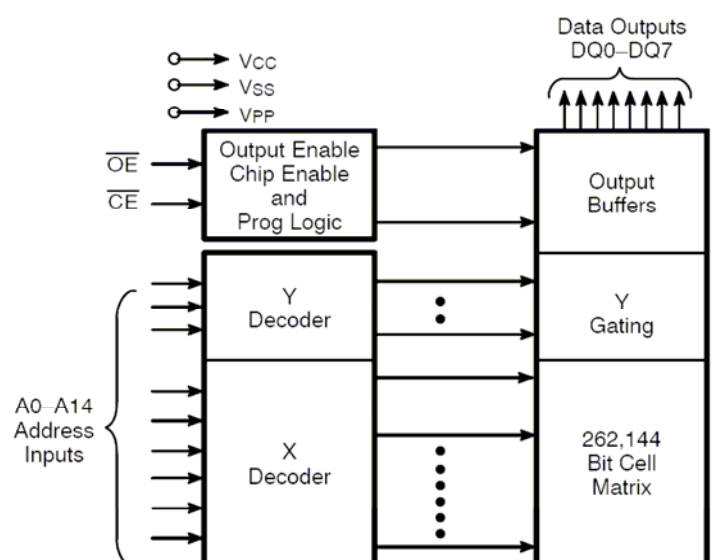 Data Outputs
DQ0–DQ7
VCC
VSS
VPP
OE
CE
Output Enable
Chip Enable
and
Prog Logic
Output
Buffers
Y
Decoder
Y
Gating
A0–A14
Address
Inputs
X
Decoder
262,144
Bit Cell
Matrix